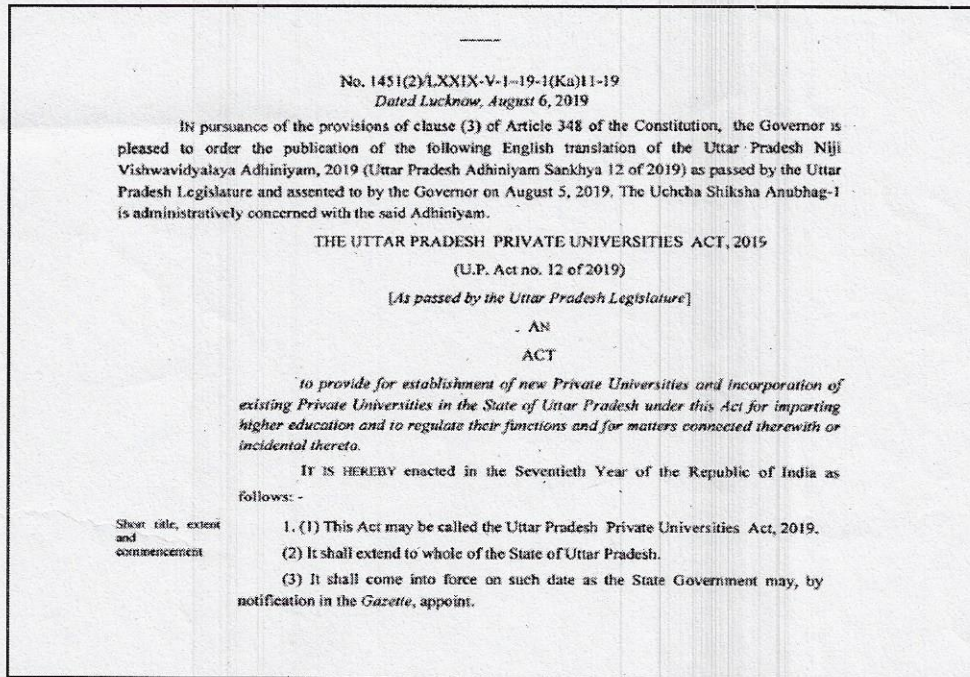 No. 1451(2)/LXXIX-V-1-19-1(Ka)11-19
Dated Lucknow, August 6, 2019
IN pursuance of the provisions of clause (3) of Article 348 of the Constitution, the Governor is
pleased to order the publication of the following English translation of the Uttar Pradesh Niji
Vishwavidyalaya Adhiniyam, 2019 (Uttar Pradesh Adhiniyam Sankhya 12 of 2019) as passed by the Uttar
Pradesh Legislature and assented to by the Governor on August 5, 2019. The Uchcha Shiksha Anubhag-1
is administratively concerned with the said Adhiniyam.
THE UTTAR PRADESH PRIVATE UNIVERSITIES ACT, 2019
(U.P. Act no. 12 of 2019)
[As passed by the Uttar Pradesh Legislature]
AN
ACT
to provide for establishment of new Private Universities and incorporation of
existing Private Universities in the State of Uttar Pradesh under this Act for imparting
higher education and to regulate their functions and for matters connected therewith or
incidental thereto.
IT IS HEREBY enacted in the Seventieth Year of the Republic of India as
follows: -
Short title, extent
and
commencement
1. (1) This Act may be called the Uttar Pradesh Private Universities Act, 2019.
(2) It shall extend to whole of the State of Uttar Pradesh.
(3) It shall come into force on such date as the State Government may, by
notification in the Gazette, appoint.